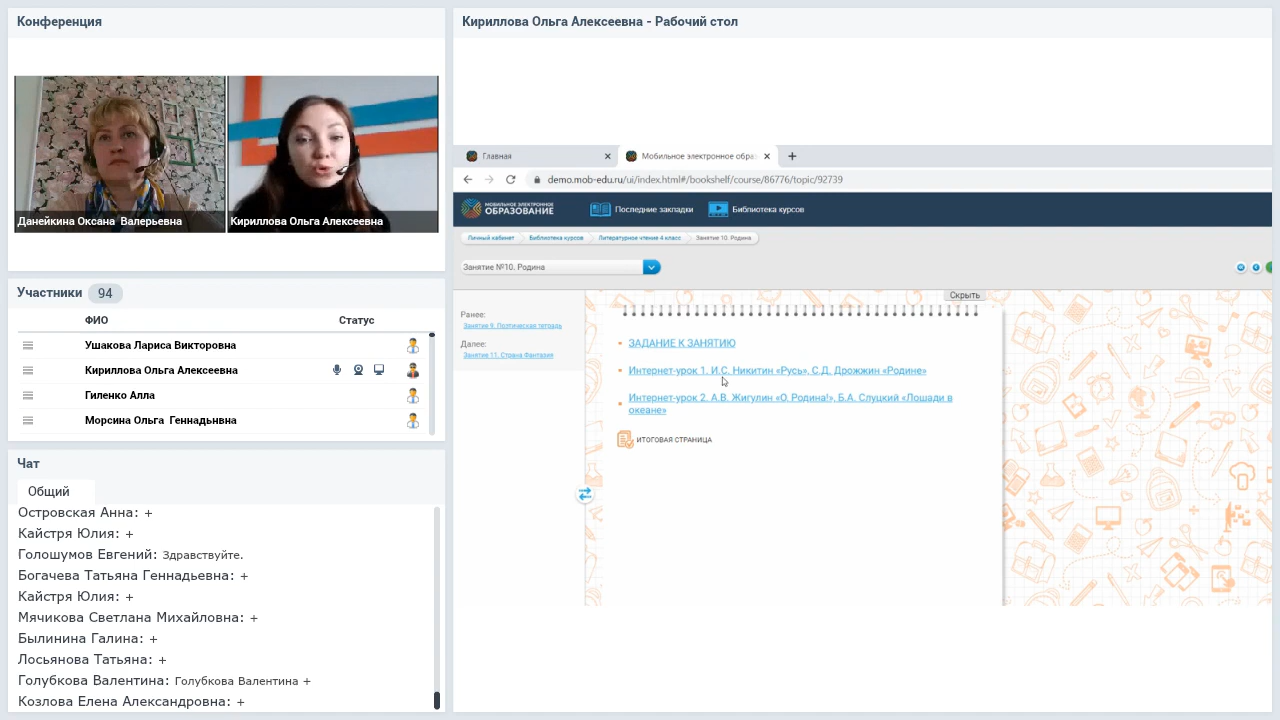 Конференция
Данейкина Оксана Валерьевна
Кириллова Ольга Алексеевна
Участники 94
ФИО Статус
Ушакова Лариса Викторовна
Кириллова Ольга Алексеевна
Гиленко Алла
Морсина Ольга Геннадьнвна
Чат
Общий
Островская Анна: +
Кайстря Юлия: +
Голошумов Евгений: Здравствуйте.
Богачева Татьяна Геннадьевна: +
Кайстря Юлия: +
Мячикова Светлана Михайловна: +
Былинина Галина: +
Лосьянова Татьяна: +
Голубкова Валентина: Голубкова Валентина +
Козлова Елена Александровна: +
Кириллова Ольга Алексеевна - Рабочий стол
Главная
Мобильное электронное обра
demo.mob-edu.ru/ui/index.html#/bookshelf/course/86776/topic/92739
МОБИЛЬНОЕ ЭЛЕКТРОННОЕ
ОБРАЗОВАНИЕ
Последние закладки
Библиотека курсов
Личный кабинет Библиотека курсов Литературное чтение 4 класс Занятие 10. Родина
Занятие №10. Родина
Скрыть
Ранее:
Занятие 9. Поэтическая тетрадь
Далее:
Занятие 11. Страна Фантазия
ЗАДАНИЕ К ЗАНЯТИЮ
Интернет-урок 1. И.С. Никитин «Русь», С.Д. Дрожжин «Родине»
Интернет-урок 2. А.В. Жигулин «О, Родина!», Б.А. Слуцкий «Лошади в
океане»
ИТОГОВАЯ СТРАНИЦА